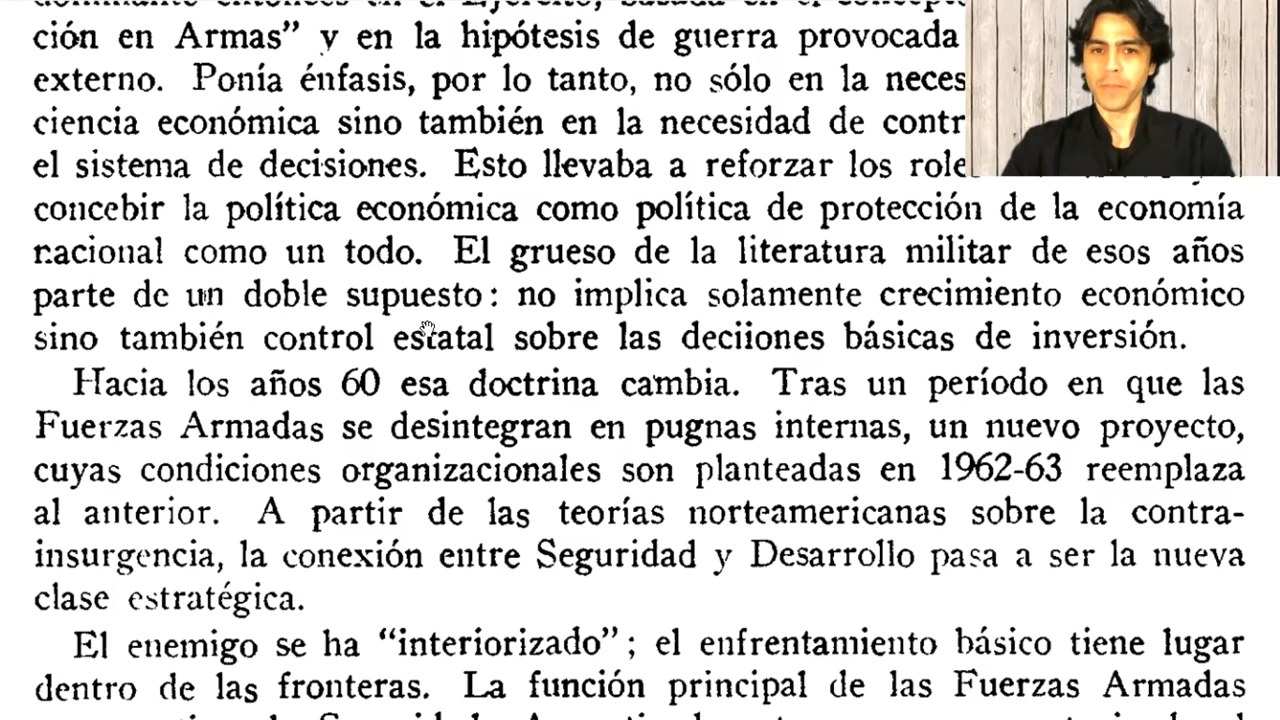 ción en Armas" y en la hipótesis de guerra provocada
externo. Ponía énfasis, por lo tanto, no sólo en la neces
ciencia económica sino también en la necesidad de contr
el sistema de decisiones. Esto llevaba a reforzar los role
concebir la política económica como política de protección de la economía
nacional como un todo. El grueso de la literatura militar de esos años
parte de un doble supuesto: no implica solamente crecimiento económico
sino también control estatal sobre las deciiones básicas de inversión.
Hacia los años 60 esa doctrina cambia. Tras un período en que las
Fuerzas Armadas se desintegran en pugnas internas, un nuevo proyecto,
cuyas condiciones organizacionales son planteadas en 1962-63 reemplaza
al anterior. A partir de las teorías norteamericanas sobre la contra-
insurgencia, la conexión entre Seguridad y Desarrollo pasa a ser la nueva
clase estratégica.
El enemigo se ha "interiorizado"; el enfrentamiento básico tiene lugar
dentro de las fronteras. La función principal de las Fuerzas Armadas